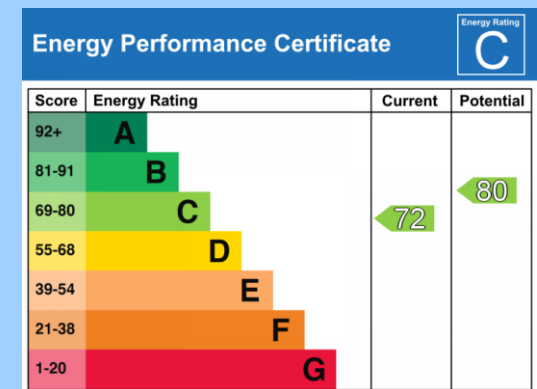 Energy Performance Certificate
Energy Rating
C
Score Energy Rating Current Potential
92+ A
81-91 B
80
69-80 C
72
55-68 D
39-54 E
21-38 F
1-20 G